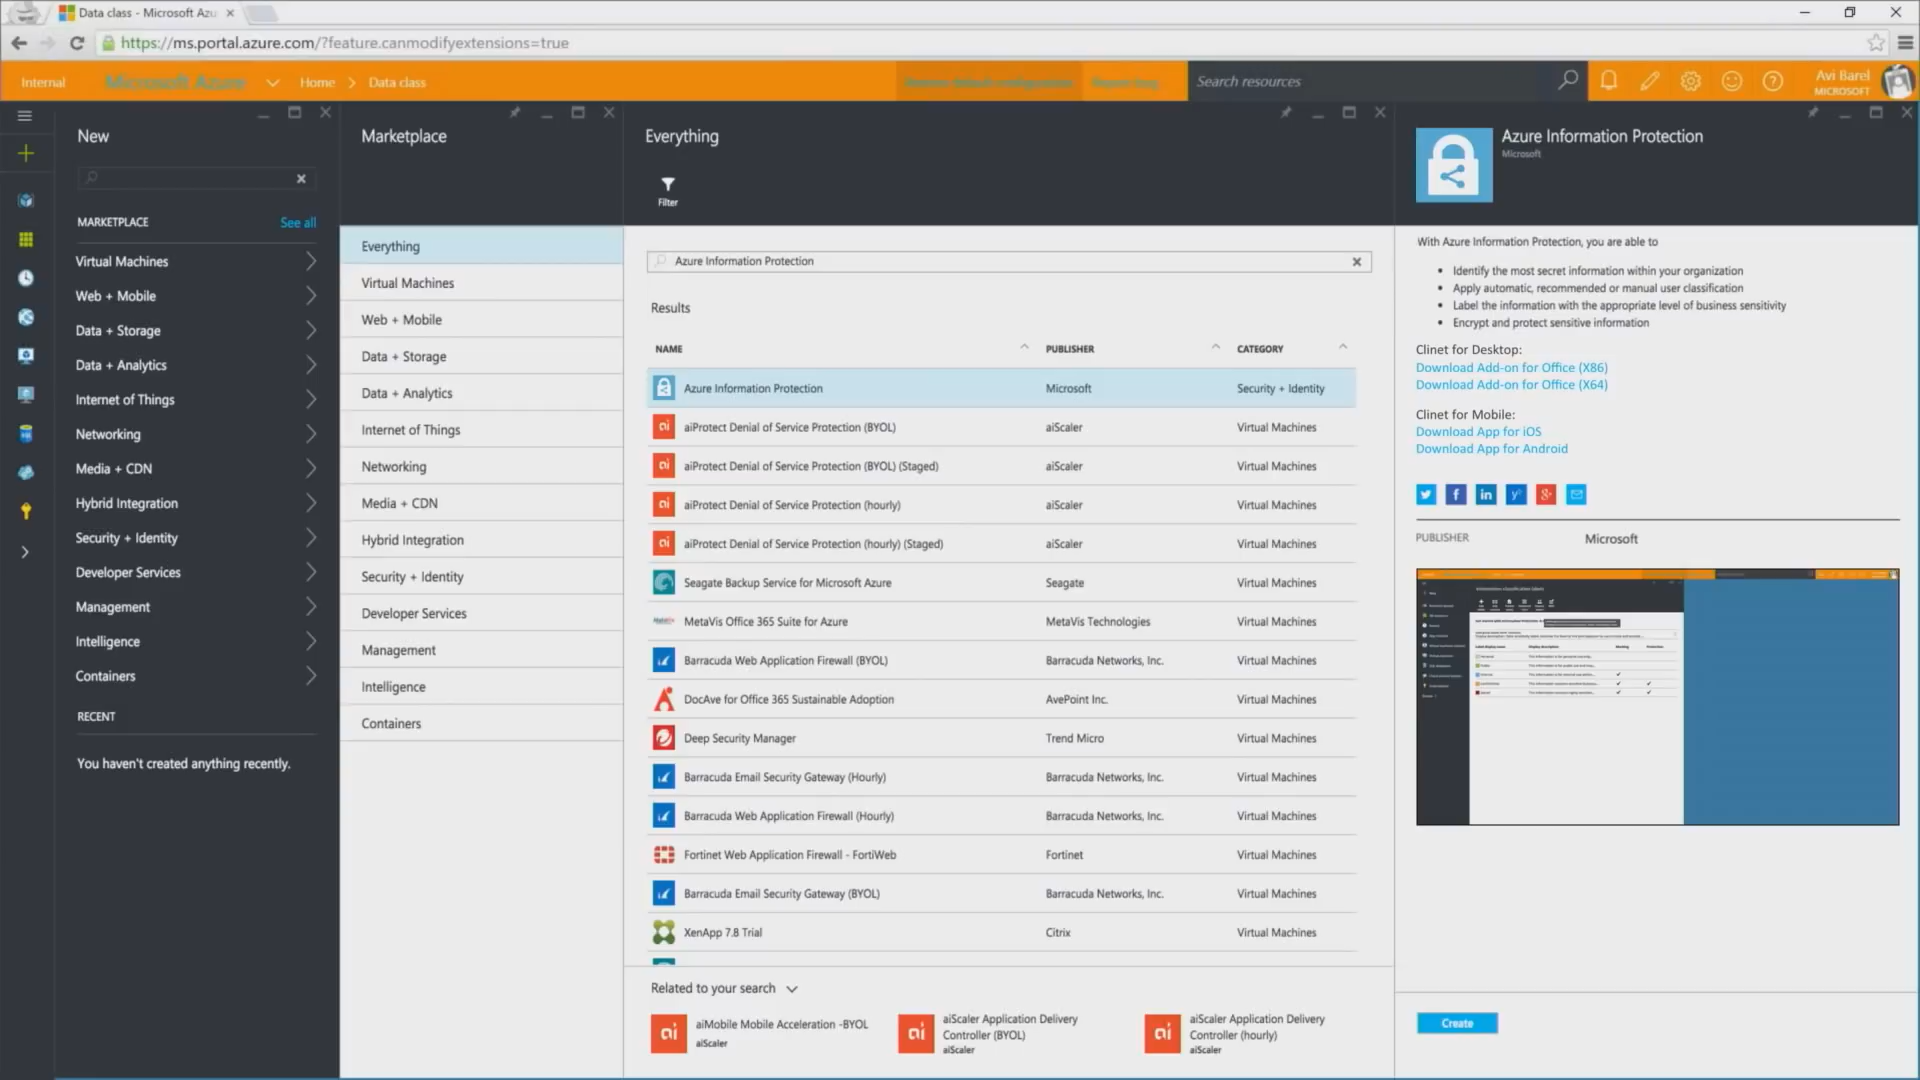 Data class - Microsoft Azu
https://ms.portal.azure.com/?feature.canmodifyextensions=true
Internal
Microsoft Azure
Home
Data class
Search resources
Avi Barel
MICROSOFT
New
MARKETPLACE
See all
Virtual Machines
Web + Mobile
Data + Storage
Data + Analytics
Internet of Things
Networking
Media + CDN
Hybrid Integration
Security + Identity
Developer Services
Management
Intelligence
Containers
RECENT
You haven't created anything recently.
Marketplace
Everything
Virtual Machines
Web + Mobile
Data + Storage
Data + Analytics
Internet of Things
Networking
Media + CDN
Hybrid Integration
Security + Identity
Developer Services
Management
Intelligence
Containers
Everything
Filter
Azure Information Protection
Results
NAME PUBLISHER CATEGORY
Azure Information Protection Microsoft Security + Identity
aiProtect Denial of Service Protection (BYOL) aiScaler Virtual Machines
aiProtect Denial of Service Protection (BYOL) (Staged) aiScaler Virtual Machines
aiProtect Denial of Service Protection (hourly) aiScaler Virtual Machines
aiProtect Denial of Service Protection (hourly) (Staged) aiScaler Virtual Machines
Seagate Backup Service for Microsoft Azure Seagate Virtual Machines
MetaVis Office 365 Suite for Azure MetaVis Technologies Virtual Machines
Barracuda Web Application Firewall (BYOL) Barracuda Networks, Inc. Virtual Machines
DocAve for Office 365 Sustainable Adoption AvePoint Inc. Virtual Machines
Deep Security Manager Trend Micro Virtual Machines
Barracuda Email Security Gateway (Hourly) Barracuda Networks, Inc. Virtual Machines
Barracuda Web Application Firewall (Hourly) Barracuda Networks, Inc. Virtual Machines
Fortinet Web Application Firewall - FortiWeb Fortinet Virtual Machines
Barracuda Email Security Gateway (BYOL) Barracuda Networks, Inc. Virtual Machines
XenApp 7.8 Trial Citrix Virtual Machines
Related to your search
aiMobile Mobile Acceleration -BYOL
aiScaler
aiScaler Application Delivery
Controller (BYOL)
aiScaler
aiScaler Application Delivery
Controller (hourly)
aiScaler
Azure Information Protection
Microsoft
With Azure Information Protection, you are able to
• Identify the most secret information within your organization
• Apply automatic, recommended or manual user classification
• Label the information with the appropriate level of business sensitivity
• Encrypt and protect sensitive information
Clinet for Desktop:
Download Add-on for Office (X86)
Download Add-on for Office (X64)
Clinet for Mobile:
Download App for iOS
Download App for Android
PUBLISHER Microsoft
Create